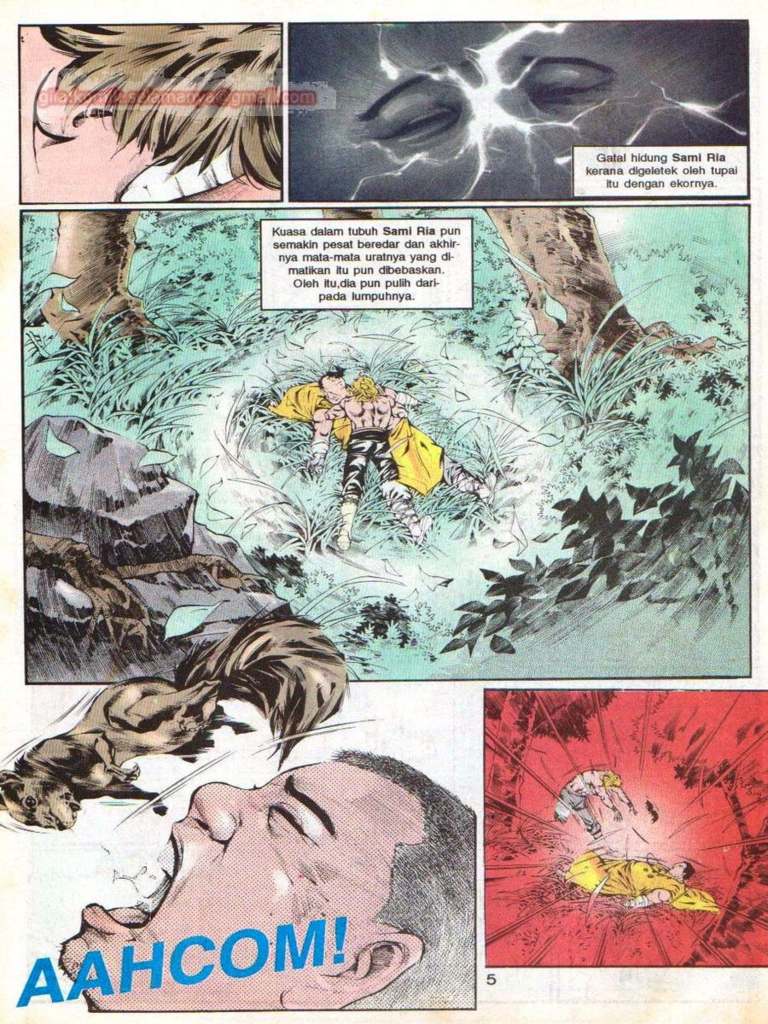 Gatal hidung Sami Ria
kerana digeletek oleh tupai
itu dengan ekornya.
Kuasa dalam tubuh Sami Ria pun
semakin pesat beredar dan akhir-
nya mata-mata uratnya yang di-
matikan itu pun dibebaskan.
Oleh itu,dia pun pulih dari-
pada lumpuhnya.
AAHCOM!
5